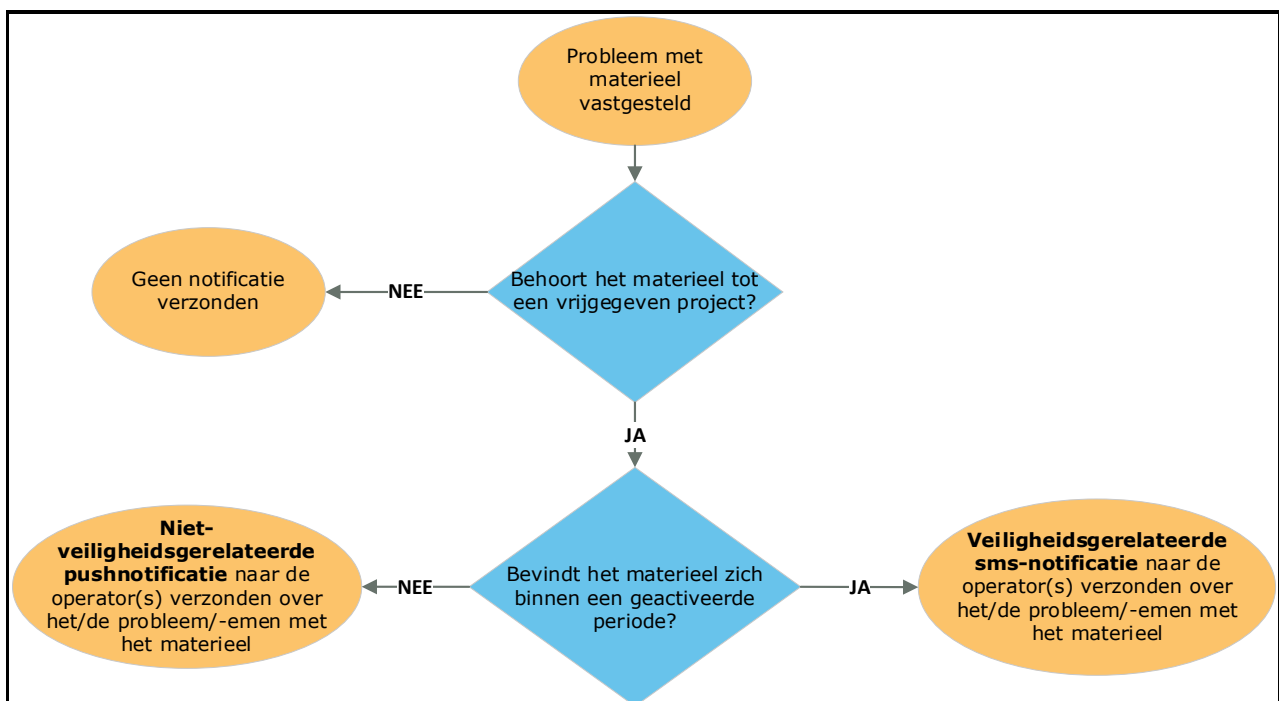 Probleem met
materieel
vastgesteld
Geen notificatie
verzonden
NEE
Behoort het materieel tot
een vrijgegeven project?
JA
Niet-
veiligheidsgerelateerde
pushnotificatie naar de
operator(s) verzonden over
het/de probleem/-emen met
het materieel
NEE
Bevindt het materieel zich
binnen een geactiveerde
periode?
JA
Veiligheidsgerelateerde
sms-notificatie naar de
operator(s) verzonden over
het/de probleem/-emen met
het materieel